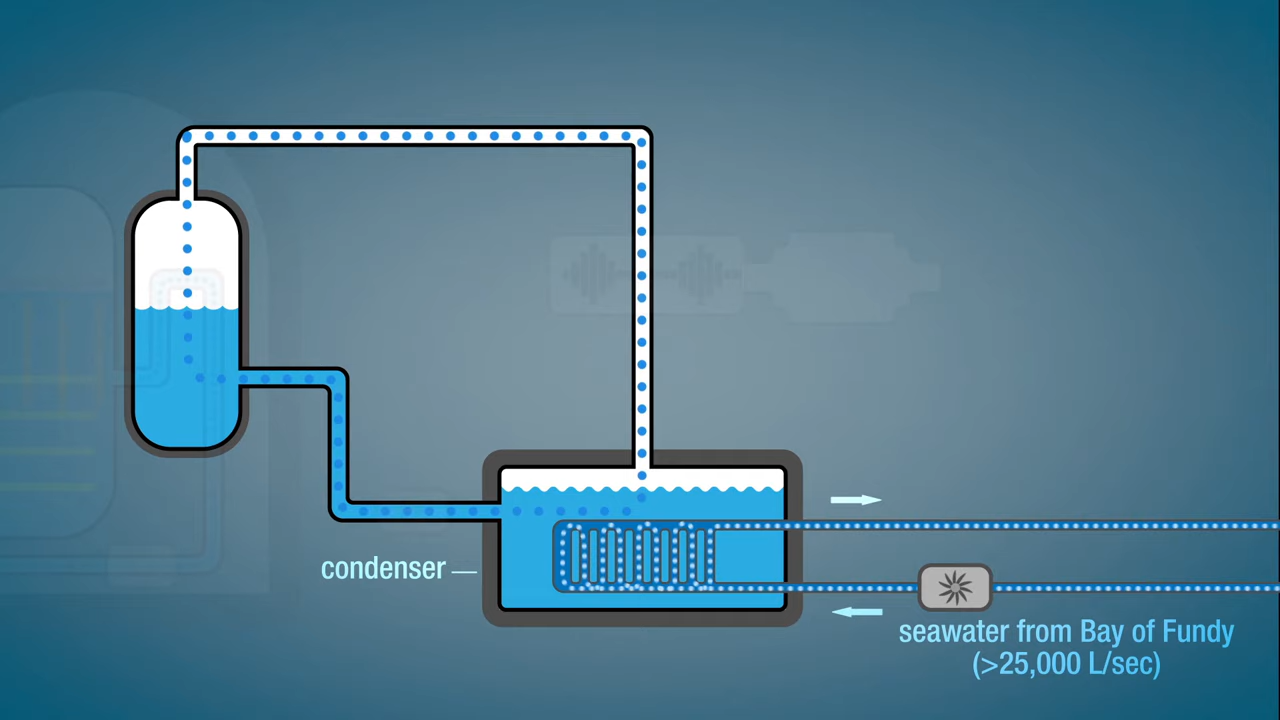 condenser
seawater from Bay of Fundy
(>25,000 L/sec)